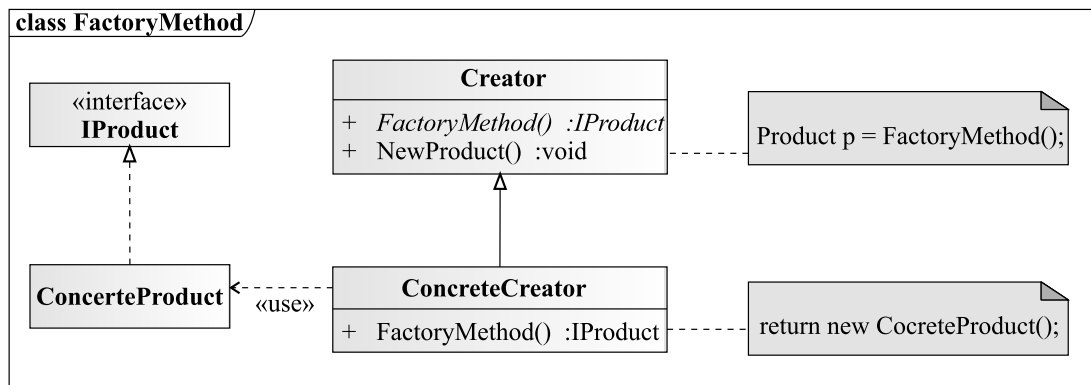 class FactoryMethod
«interface»
IProduct
Creator
+ FactoryMethod() :IProduct
+ NewProduct() :void
Product p = FactoryMethod();
ConcerteProduct
«use»
ConcreteCreator
+ FactoryMethod() :IProduct
return new CocreteProduct();